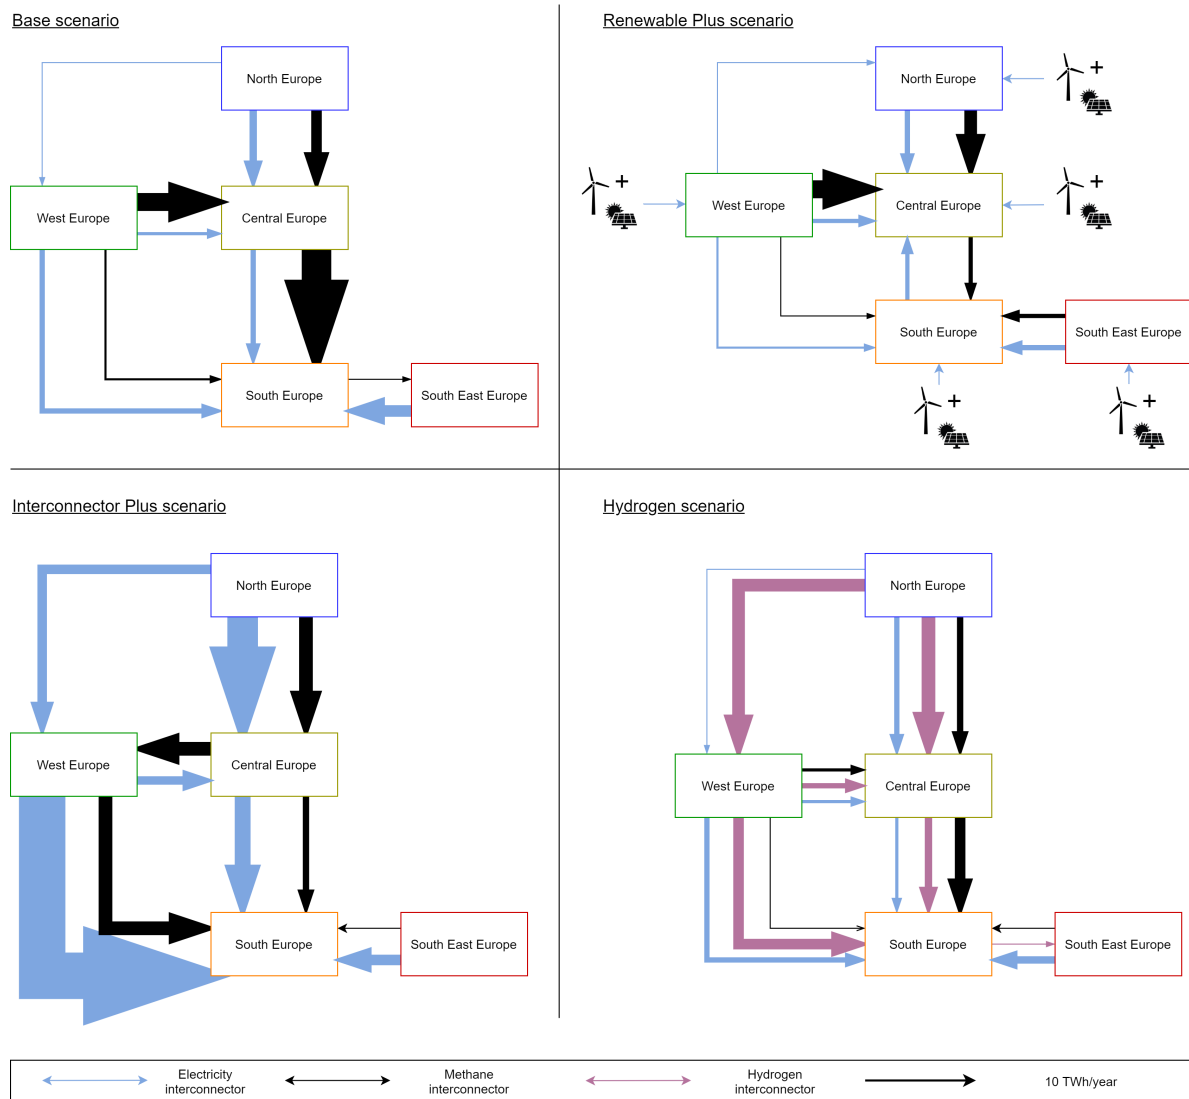 Base scenario
North Europe
West Europe
Central Europe
South Europe
South East Europe
Renewable Plus scenario
North Europe
+
+
West Europe
Central Europe
+
South Europe
South East Europe
+
+
Interconnector Plus scenario
North Europe
West Europe
Central Europe
South Europe
South East Europe
Hydrogen scenario
North Europe
West Europe
Central Europe
South Europe
South East Europe
Electricity
interconnector
Methane
interconnector
Hydrogen
interconnector
10 TWh/year